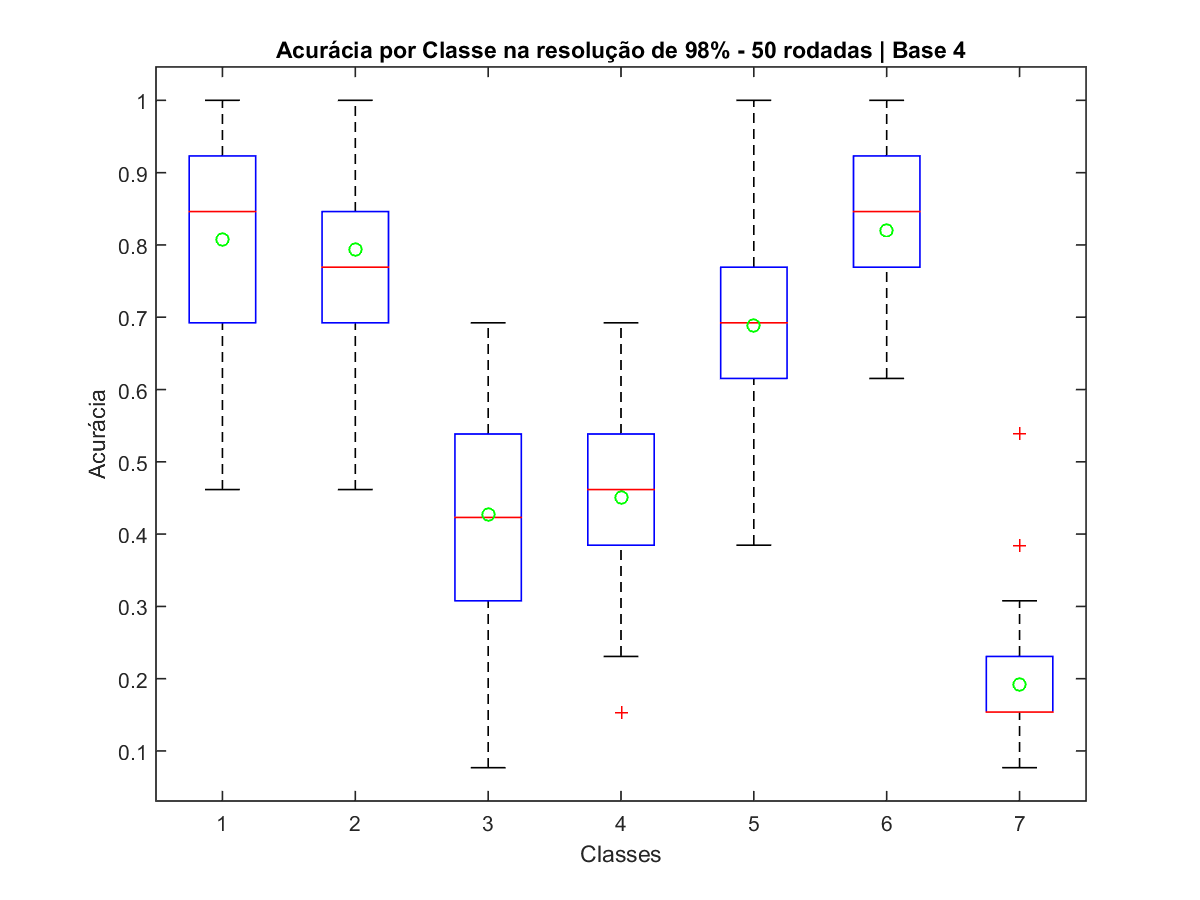 Acurácia por Classe na resolução de 98% - 50 rodadas | Base 4
1
0.9
0.8
0.7
0.6
0.5
0.4
0.3
0.2
0.1
Acurácia
1 2 3 4 5 6 7
Classes